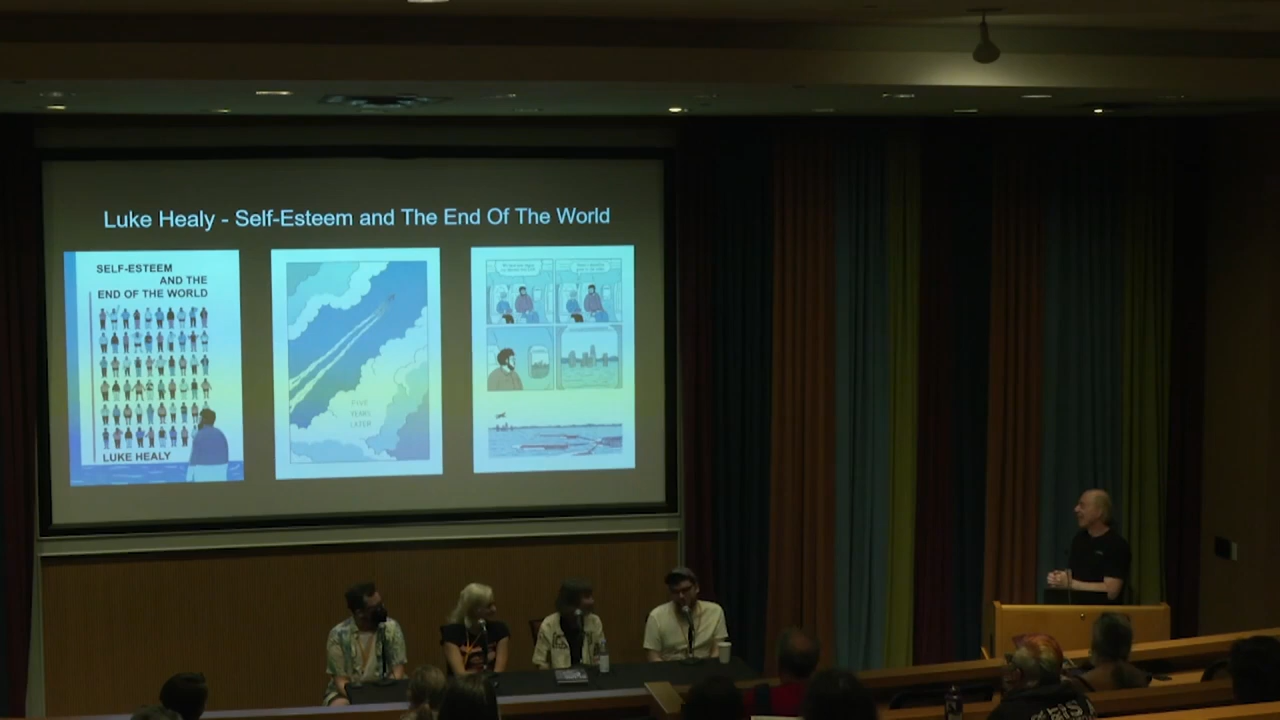 Luke Healy - Self-Esteem and The End Of The World
SELF-ESTEEM
AND THE
END OF THE WORLD
LUKE HEALY
FIVE
YEARS
LATER